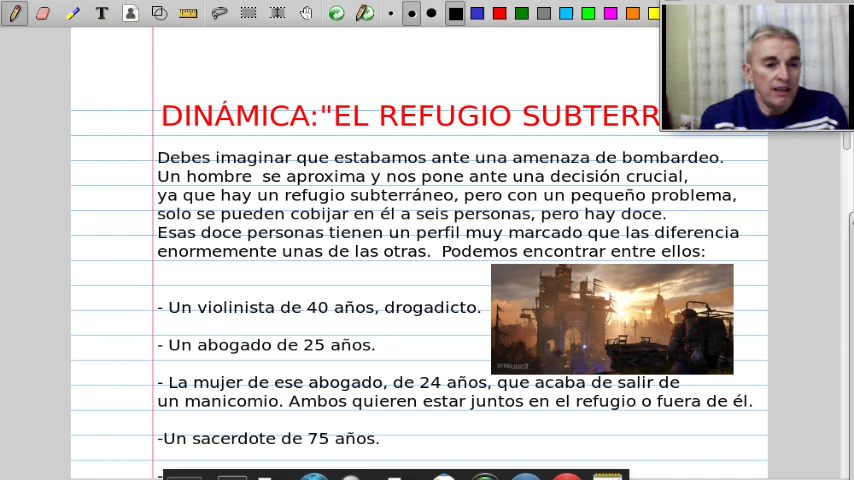 DINÁMICA:"EL REFUGIO SUBTERR
Debes imaginar que estabamos ante una amenaza de bombardeo.
Un hombre  se aproxima y nos pone ante una decisión crucial,
ya que hay un refugio subterráneo, pero con un pequeño problema,
solo se pueden cobijar en él a seis personas, pero hay doce.
Esas doce personas tienen un perfil muy marcado que las diferencia
enormemente unas de las otras.  Podemos encontrar entre ellos:
- Un violinista de 40 años, drogadicto.
- Un abogado de 25 años.
- La mujer de ese abogado, de 24 años, que acaba de salir de
un manicomio. Ambos quieren estar juntos en el refugio o fuera de él.
-Un sacerdote de 75 años.